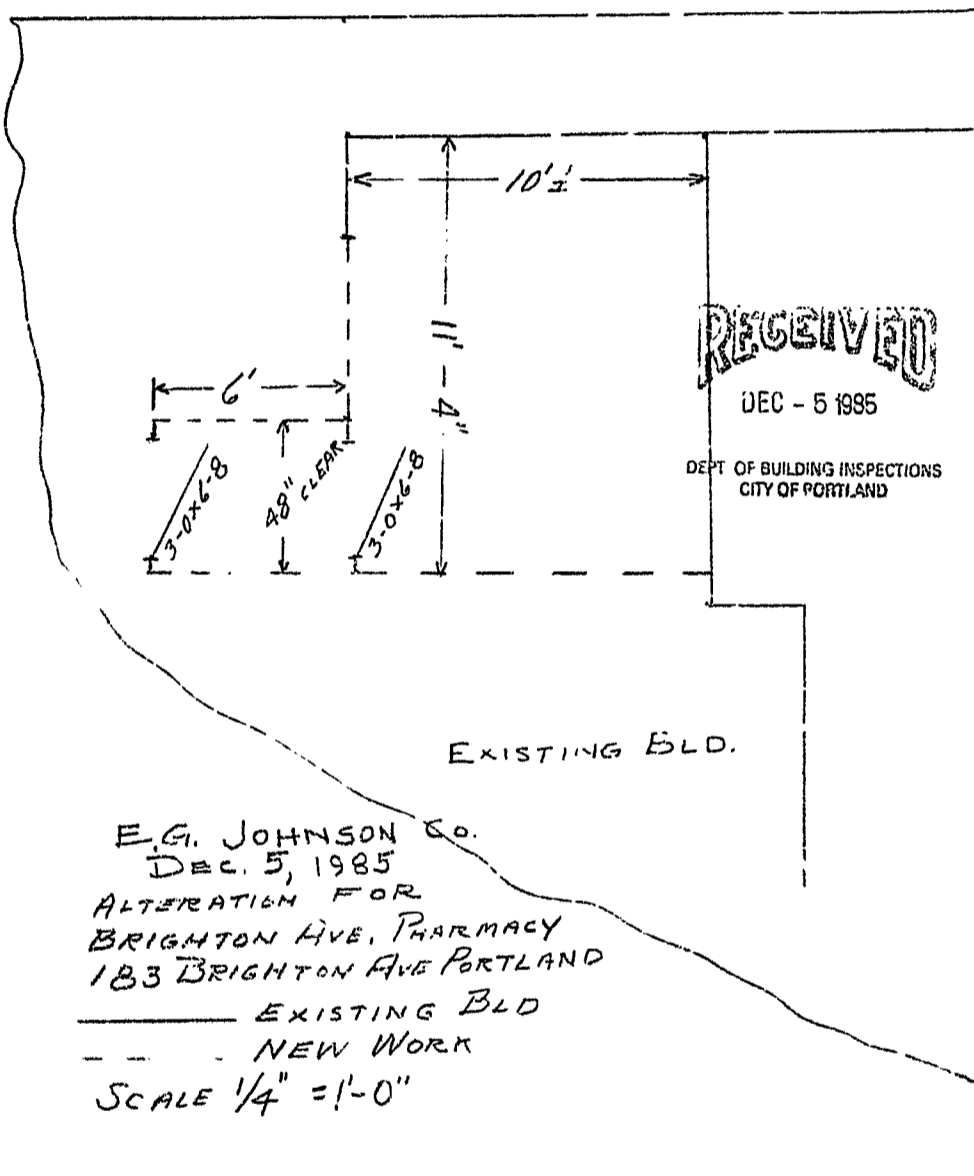 10'±
11' 4"
6'
48" CLEAR
3-0x6-8
3-0x6-8
RECEIVED
DEC - 5 1985
DEPT OF BUILDING INSPECTIONS
CITY OF PORTLAND
EXISTING BLD.
E.G. JOHNSON CO.
DEC. 5, 1985
ALTERATION FOR
BRIGHTON AVE. PHARMACY
183 BRIGHTON AVE PORTLAND
EXISTING BLD
NEW WORK
SCALE 1/4" = 1'-0"